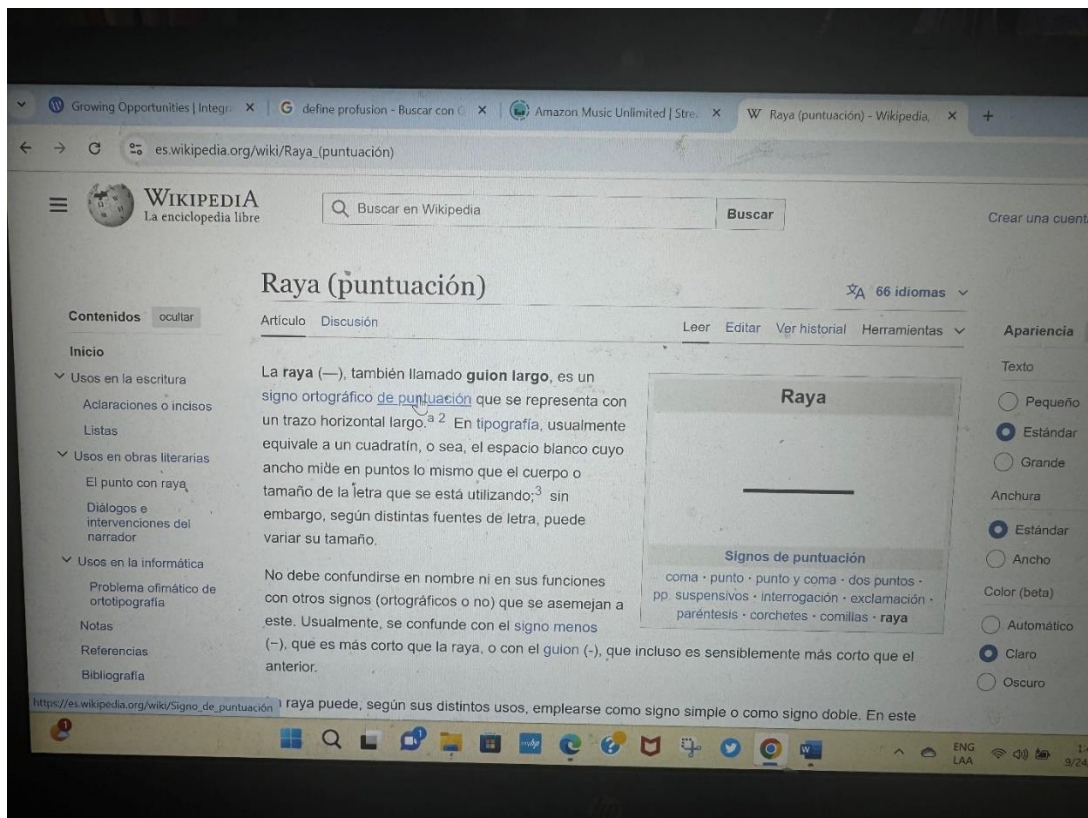 Growing Opportunities | Integr
define profusion - Buscar con G
Amazon Music Unlimited | Stre
Raya (puntuación) - Wikipedia,
es.wikipedia.org/wiki/Raya_(puntuación)
WIKIPEDIA
La enciclopedia libre
Buscar en Wikipedia
Buscar
Crear una cuent
Raya (puntuación)
66 idiomas
Artículo Discusión
Leer Editar Ver historial Herramientas
Contenidos ocultar
Inicio
Usos en la escritura
Aclaraciones o incisos
Listas
Usos en obras literarias
El punto con raya
Diálogos e
intervenciones del
narrador
Usos en la informática
Problema ofimático de
ortotipografía
Notas
Referencias
Bibliografía
La raya (—), también llamado guion largo, es un
signo ortográfico de puntuación que se representa con
un trazo horizontal largo.a 2 En tipografía, usualmente
equivale a un cuadratín, o sea, el espacio blanco cuyo
ancho mide en puntos lo mismo que el cuerpo o
tamaño de la letra que se está utilizando;3 sin
embargo, según distintas fuentes de letra, puede
variar su tamaño.
No debe confundirse en nombre ni en sus funciones
con otros signos (ortográficos o no) que se asemejan a
este. Usualmente, se confunde con el signo menos
(−), que es más corto que la raya, o con el guion (-), que incluso es sensiblemente más corto que el
anterior.
raya puede, según sus distintos usos, emplearse como signo simple o como signo doble. En este
Raya
Signos de puntuación
coma · punto · punto y coma · dos puntos ·
pp. suspensivos · interrogación · exclamación ·
paréntesis · corchetes · comillas · raya
Apariencia
Texto
Pequeño
Estándar
Grande
Anchura
Estándar
Ancho
Color (beta)
Automático
Claro
Oscuro
https://es.wikipedia.org/wiki/Signo_de_puntuación
ENG
LAA
9/24
hp